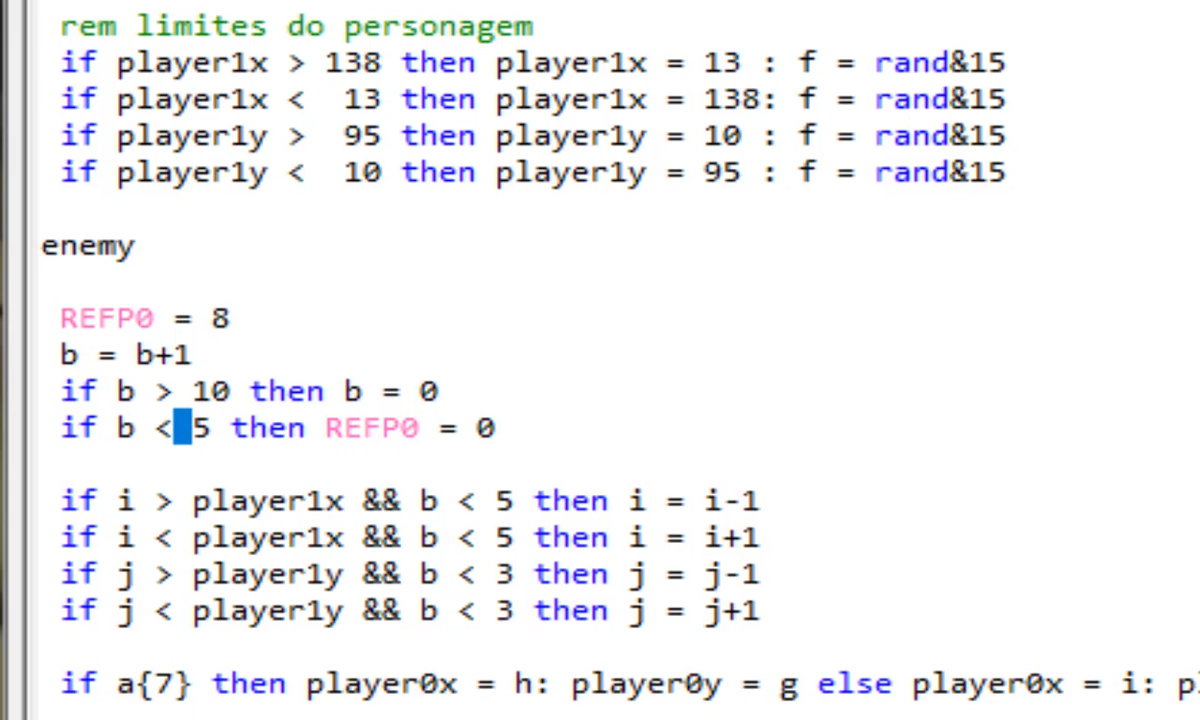 rem limites do personagem
if player1x > 138 then player1x = 13 : f = rand&15
if player1x <  13 then player1x = 138: f = rand&15
if player1y >  95 then player1y = 10 : f = rand&15
if player1y <  10 then player1y = 95 : f = rand&15
enemy
REFP0 = 8
b = b+1
if b > 10 then b = 0
if b < 5 then REFP0 = 0
if i > player1x && b < 5 then i = i-1
if i < player1x && b < 5 then i = i+1
if j > player1y && b < 3 then j = j-1
if j < player1y && b < 3 then j = j+1
if a{7} then player0x = h: player0y = g else player0x = i: